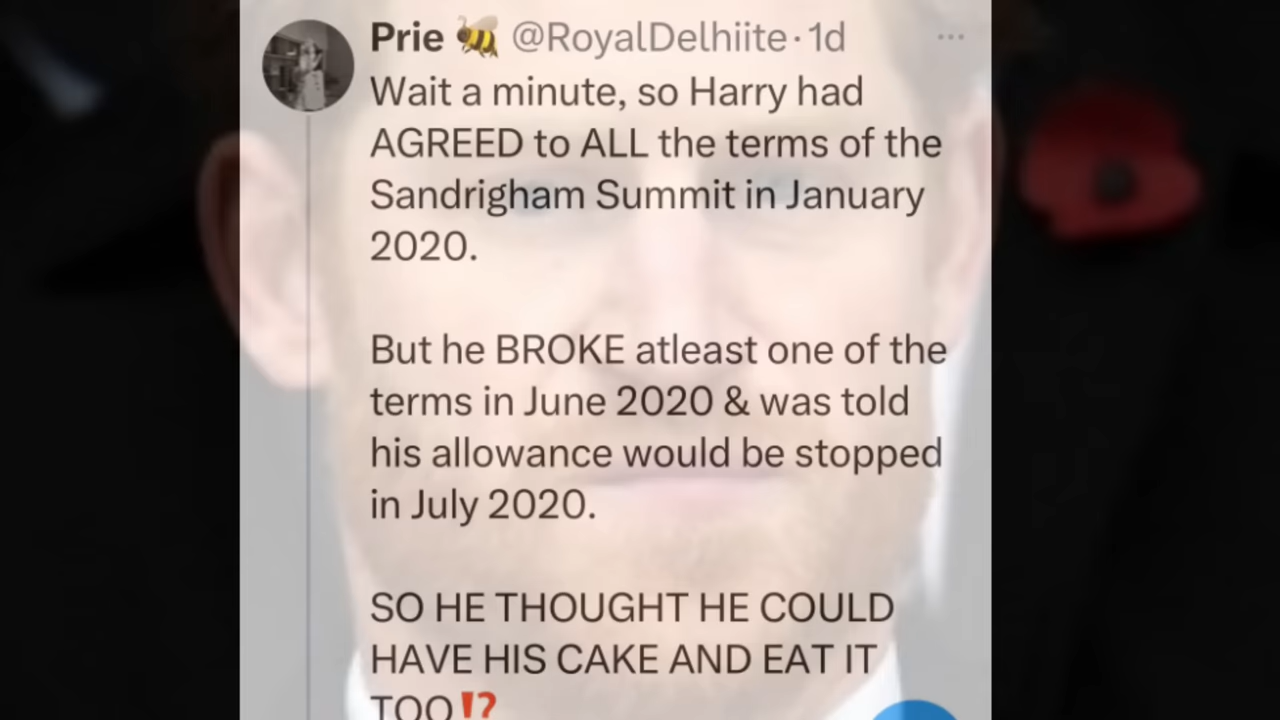 Prie 🐝 @RoyalDelhiite · 1d ...
Wait a minute, so Harry had
AGREED to ALL the terms of the
Sandrigham Summit in January
2020.
But he BROKE atleast one of the
terms in June 2020 & was told
his allowance would be stopped
in July 2020.
SO HE THOUGHT HE COULD
HAVE HIS CAKE AND EAT IT
TOO⁉️